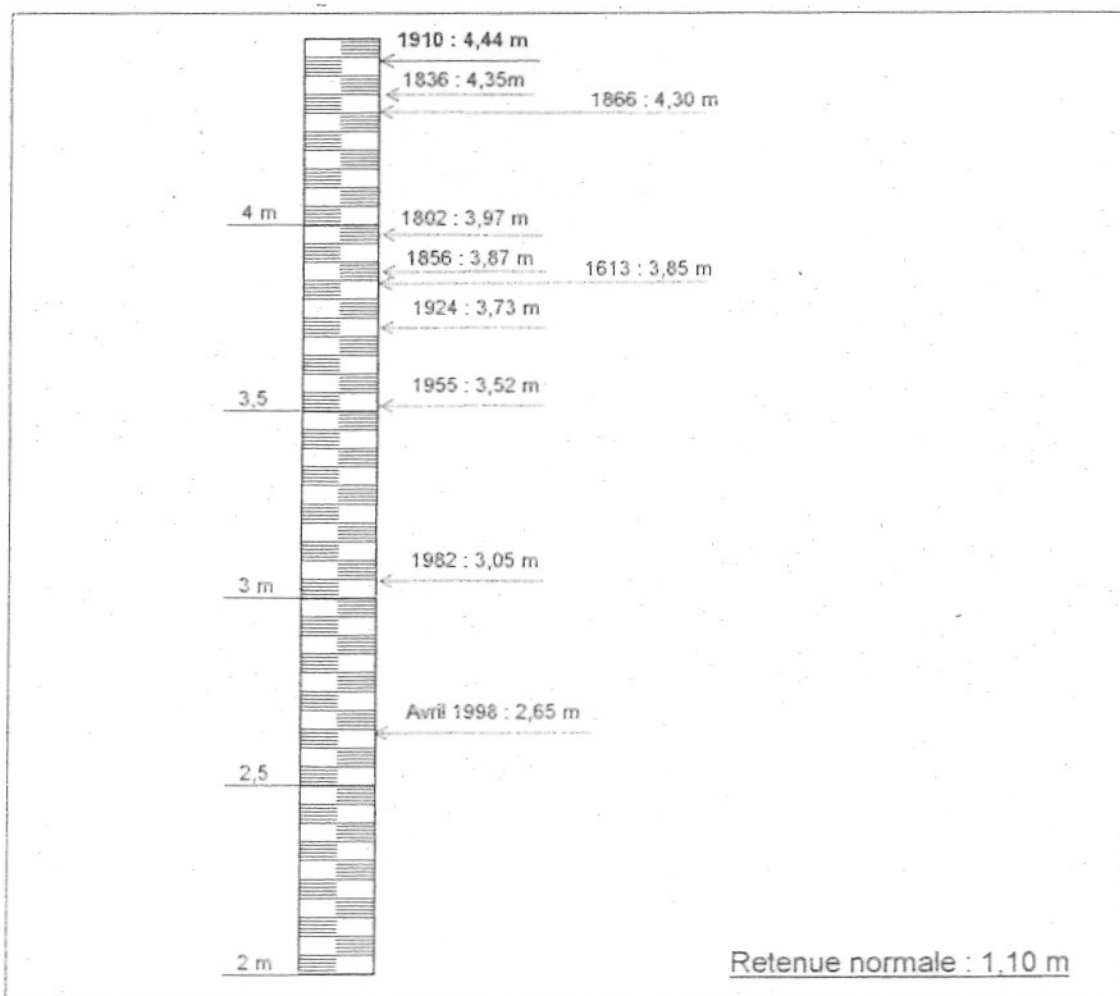 1910 : 4,44 m
1836 : 4,35m
1866 : 4,30 m
4 m
1802 : 3,97 m
1856 : 3,87 m
1613 : 3,85 m
1924 : 3,73 m
1955 : 3,52 m
3,5
1982 : 3,05 m
3 m
Avril 1998 : 2,65 m
2,5
2 m
Retenue normale : 1,10 m